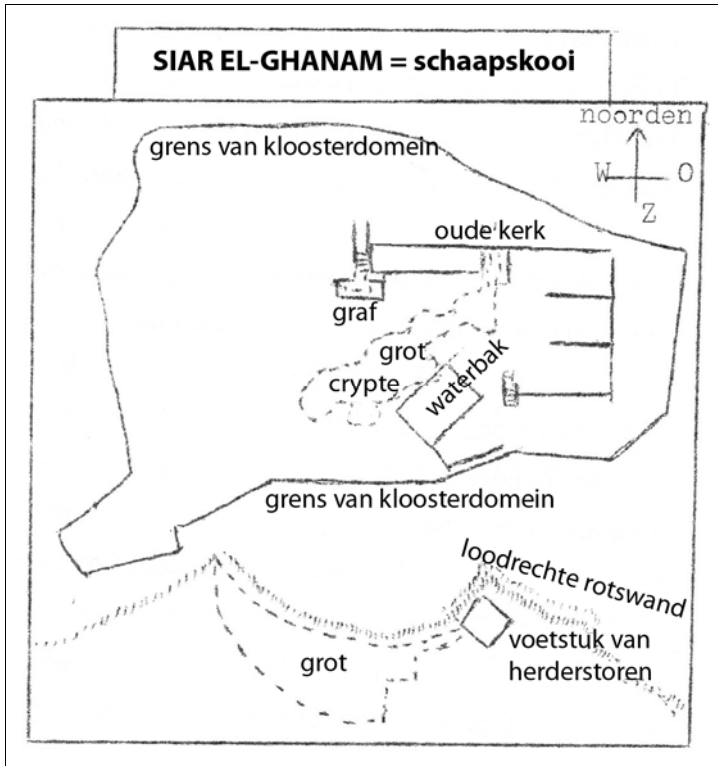 SIAR EL-GHANAM = schaapskooi
noorden
grens van kloosterdomein
W O
Z
oude kerk
graf
grot
crypte
waterbak
grens van kloosterdomein
loodrechte rotswand
voetstuk van
herderstoren
grot